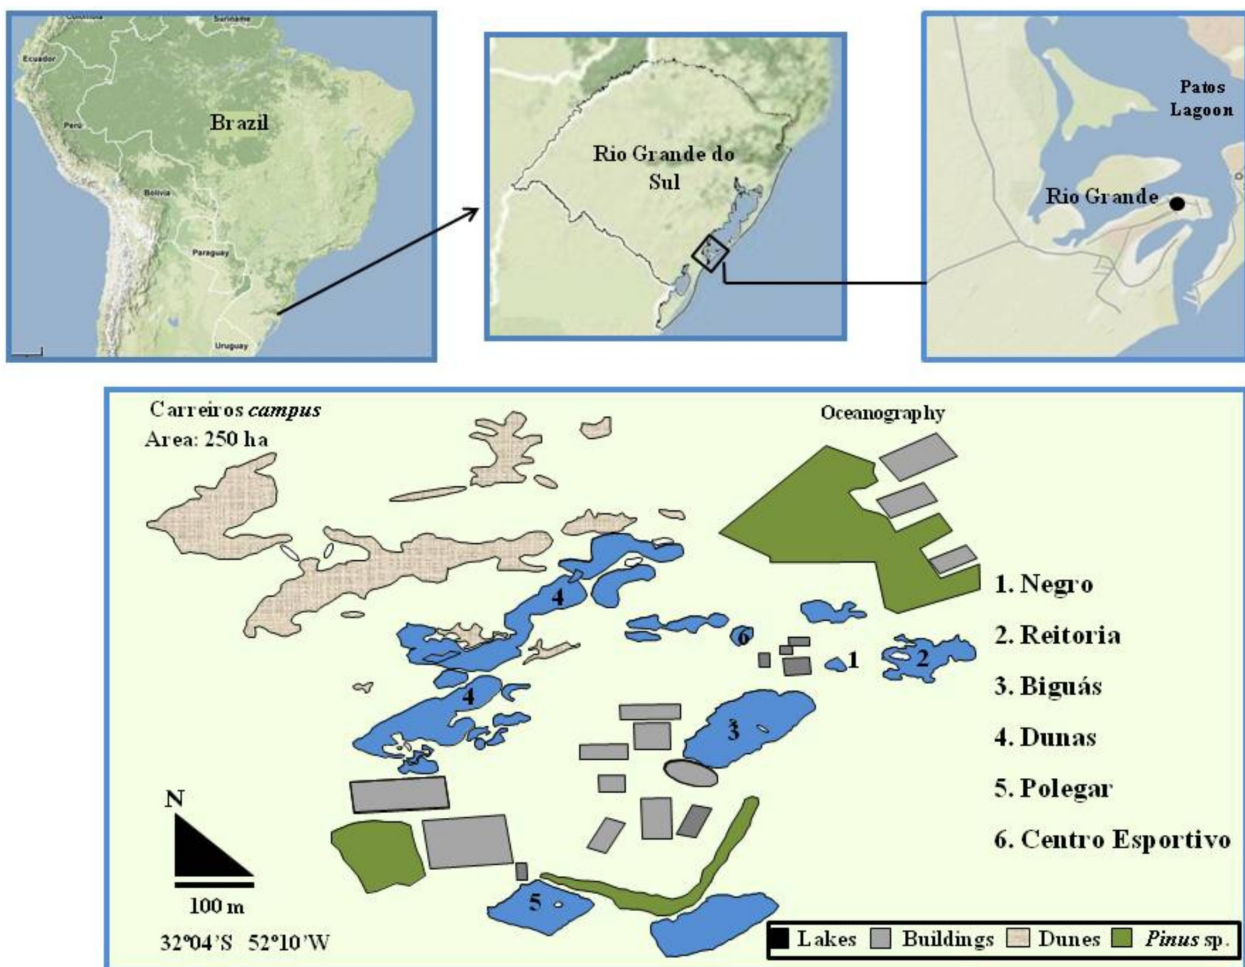 Colombia
Suriname
Ecuador
Perú
Brazil
Bolivia
Paraguay
Uruguay
Rio Grande do
Sul
Patos
Lagoon
Rio Grande
Carreiros campus
Area: 250 ha
Oceanography
4
6
1
2
4
3
5
1. Negro
2. Reitoria
3. Biguás
4. Dunas
5. Polegar
6. Centro Esportivo
N
100 m
32°04'S 52°10'W
Lakes Buildings Dunes Pinus sp.